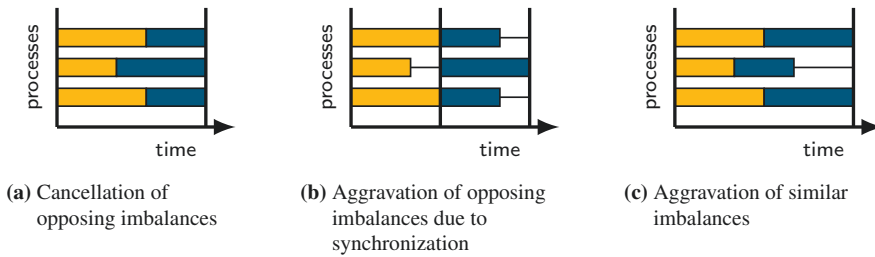 processes
time
(a) Cancellation of
opposing imbalances
processes
time
(b) Aggravation of opposing
imbalances due to
synchronization
processes
time
(c) Aggravation of similar
imbalances